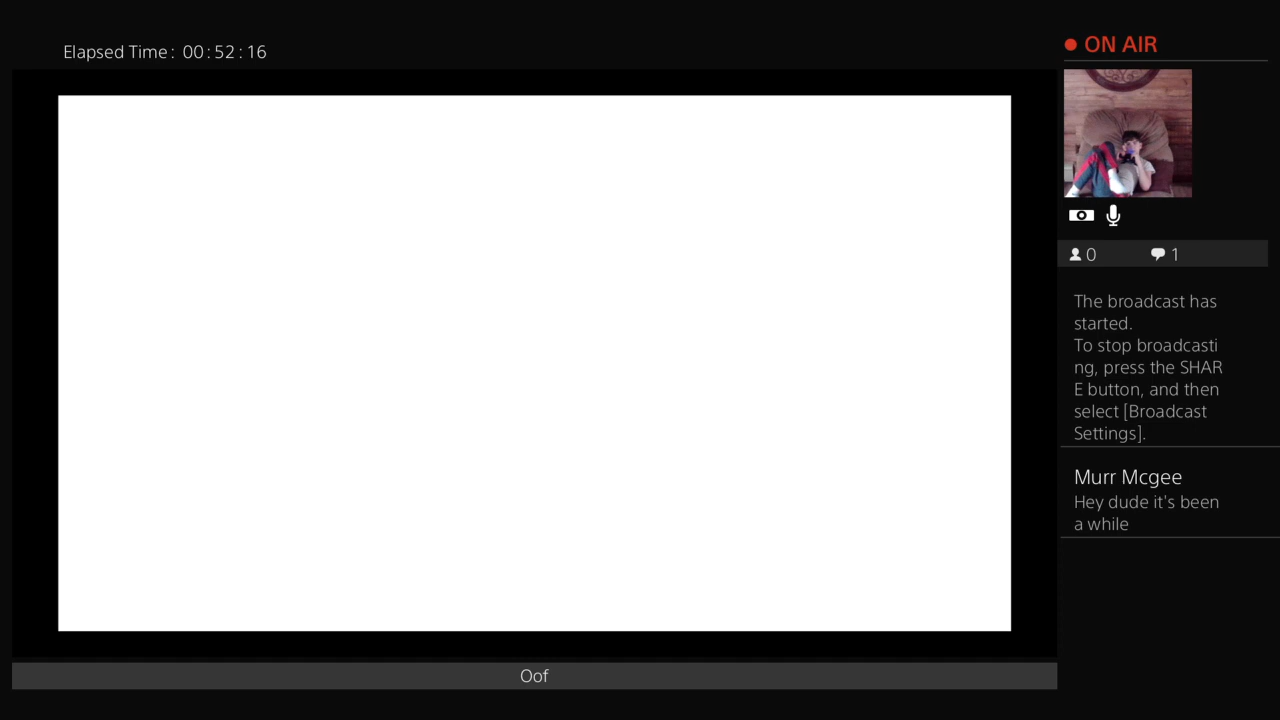 Elapsed Time: 00:52:16
ON AIR
0 1
The broadcast has
started.
To stop broadcasti
ng, press the SHAR
E button, and then
select [Broadcast
Settings].
Murr Mcgee
Hey dude it's been
a while
Oof